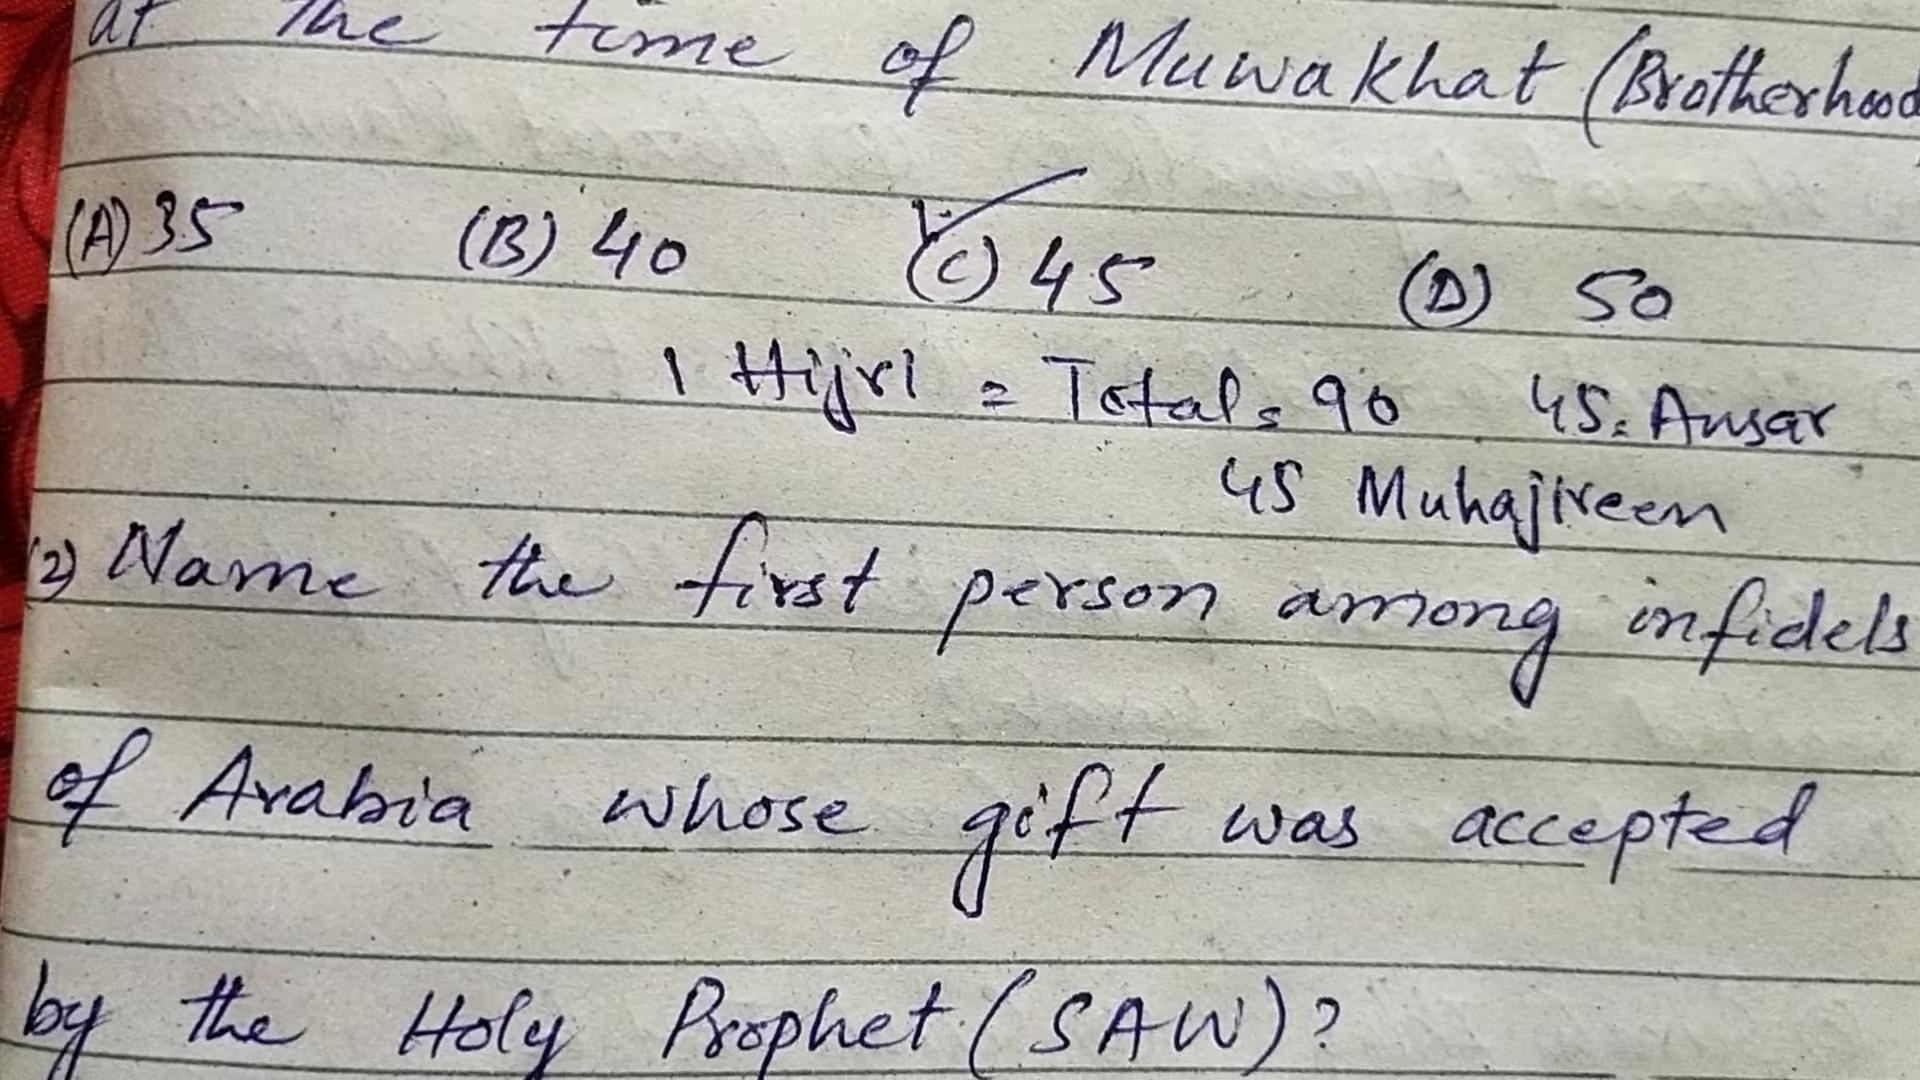 at the time of Muwakhat (Brotherhood
(A) 35 (B) 40 (C) 45 (D) 50
1 Hijri = Total = 90 45 = Ansar
45 Muhajireen
(2) Name the first person among infidels
of Arabia whose gift was accepted
by the Holy Prophet (SAW)?